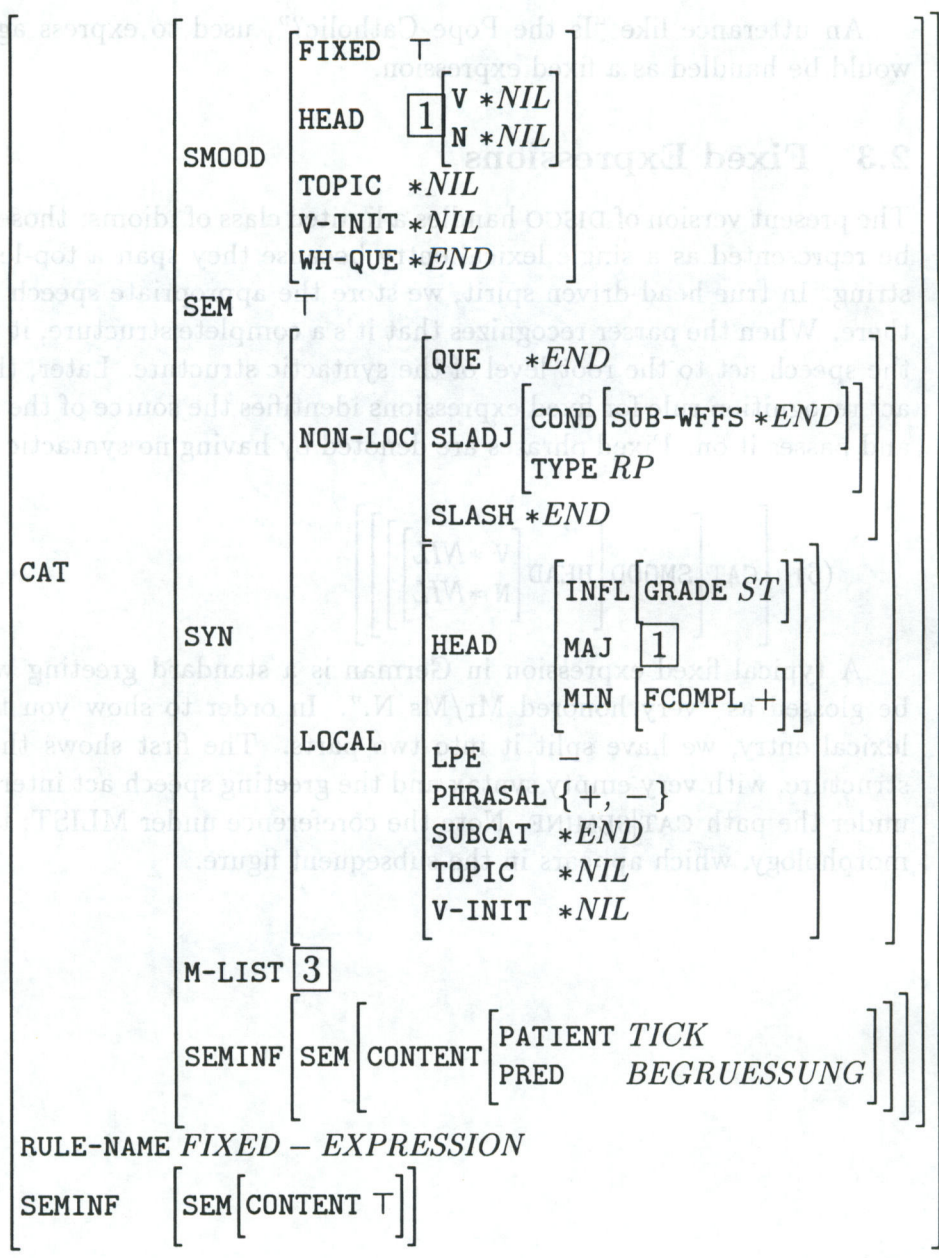 FIXED ⊤
HEAD [1] [V *NIL
N *NIL]
SMOOD
TOPIC *NIL
V-INIT *NIL
WH-QUE *END
SEM ⊤
QUE *END
NON-LOC SLADJ [COND [SUB-WFFS *END]
TYPE RP]
SLASH *END
CAT
INFL [GRADE ST]
SYN
HEAD MAJ [1]
MIN [FCOMPL +]
LOCAL
LPE −
PHRASAL {+, −}
SUBCAT *END
TOPIC *NIL
V-INIT *NIL
M-LIST [3]
SEMINF [SEM [CONTENT [PATIENT TICK
PRED BEGRUESSUNG]]]
RULE-NAME FIXED − EXPRESSION
SEMINF [SEM [CONTENT ⊤]]